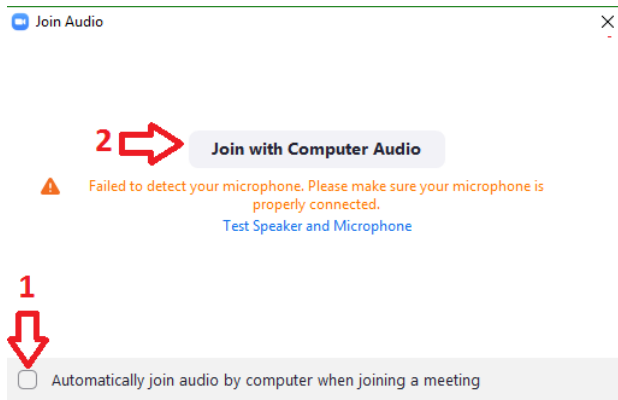 Join Audio
2
Join with Computer Audio
Failed to detect your microphone. Please make sure your microphone is
properly connected.
Test Speaker and Microphone
1
Automatically join audio by computer when joining a meeting